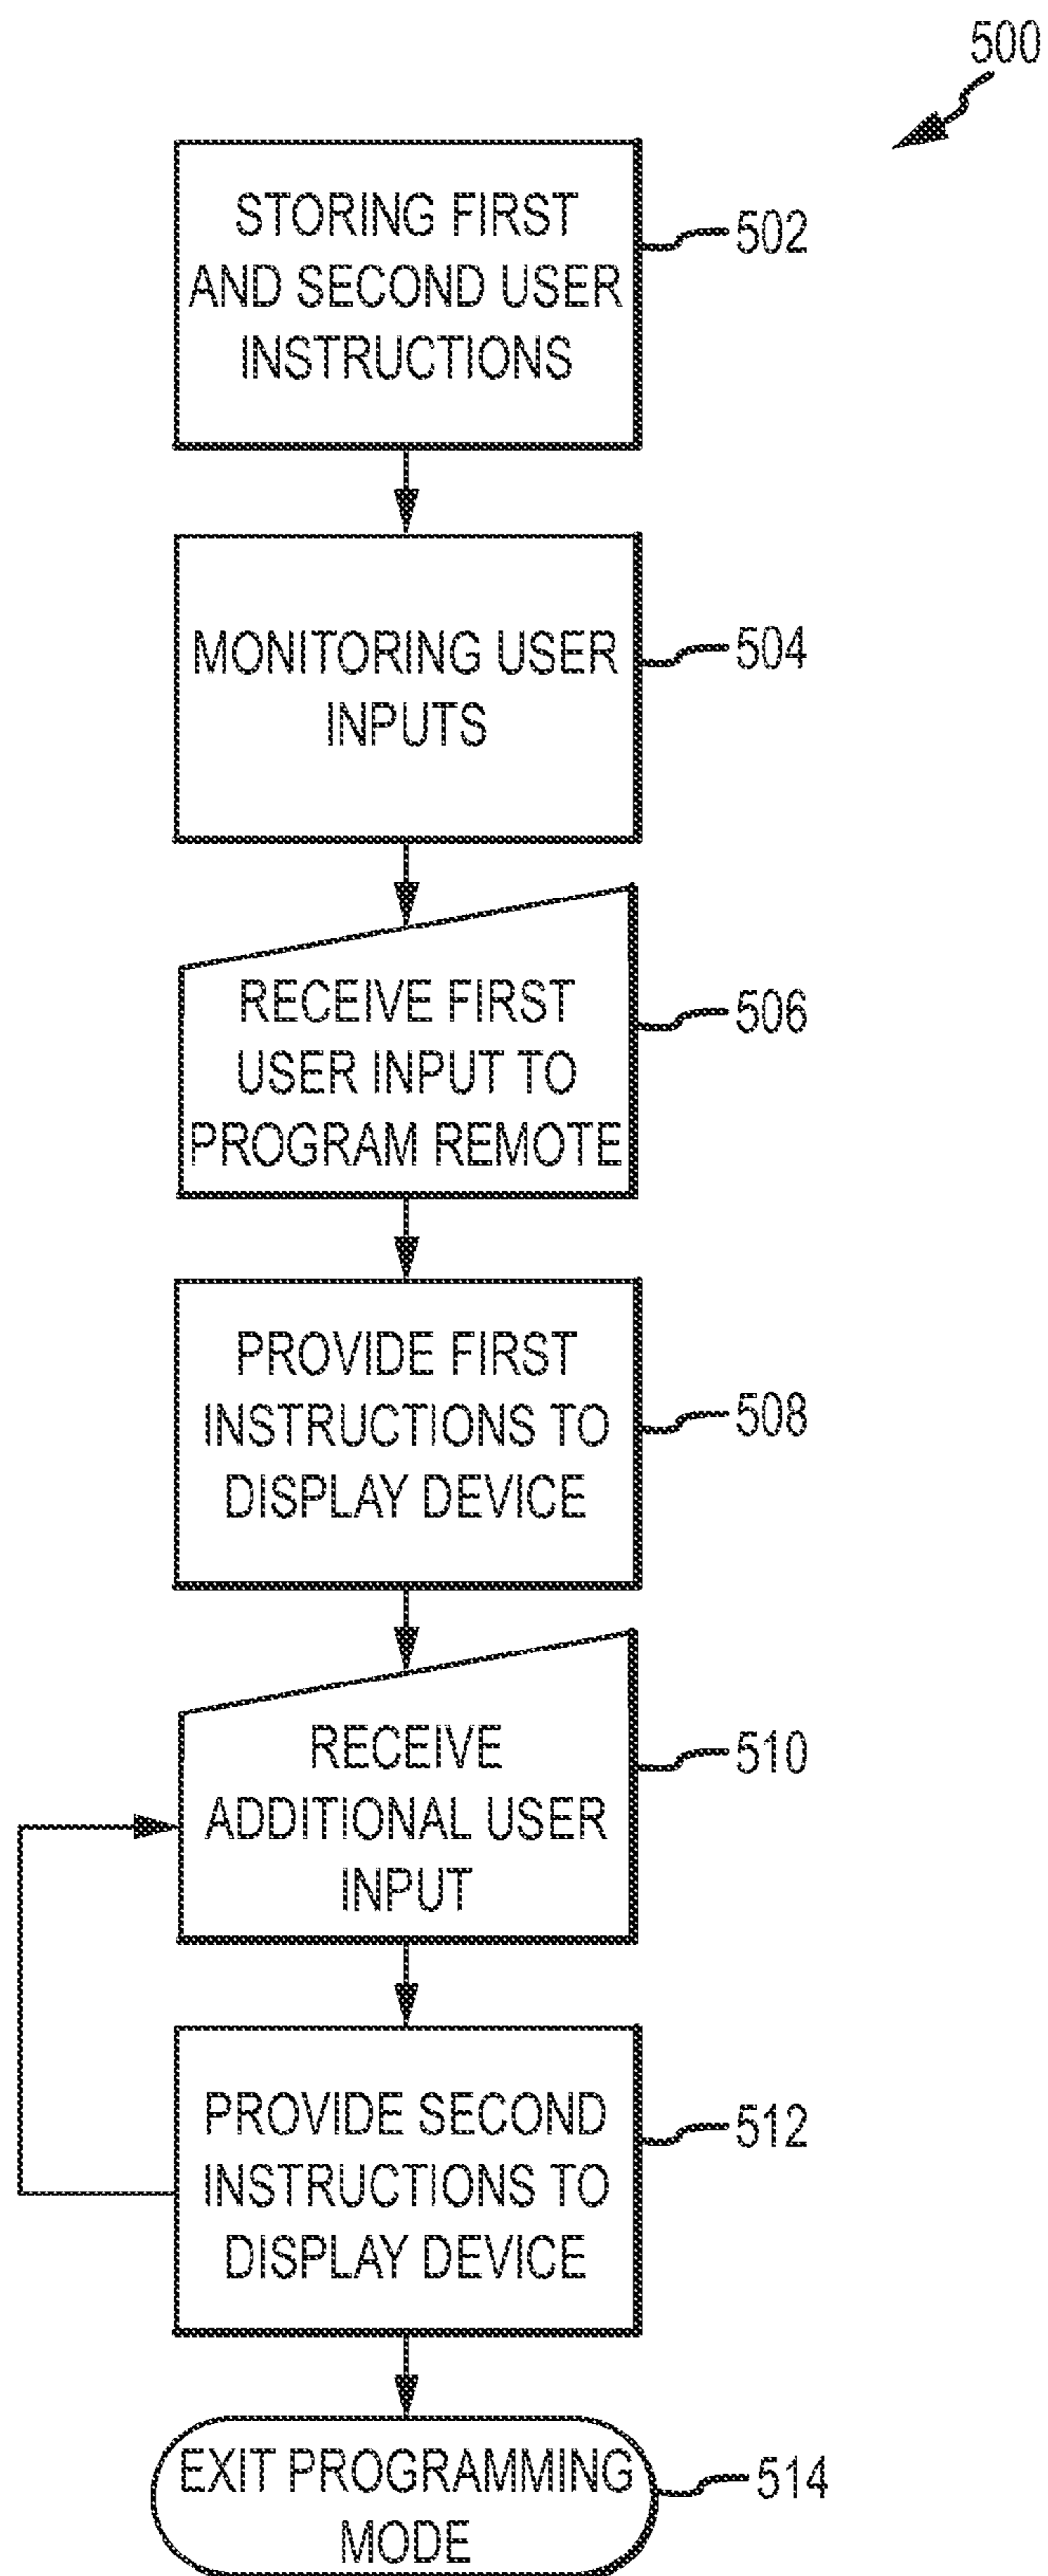 500
STORING FIRST
AND SECOND USER
INSTRUCTIONS
502
MONITORING USER
INPUTS
504
RECEIVE FIRST
USER INPUT TO
PROGRAM REMOTE
506
PROVIDE FIRST
INSTRUCTIONS TO
DISPLAY DEVICE
508
RECEIVE
ADDITIONAL USER
INPUT
510
PROVIDE SECOND
INSTRUCTIONS TO
DISPLAY DEVICE
512
EXIT PROGRAMMING
MODE
514